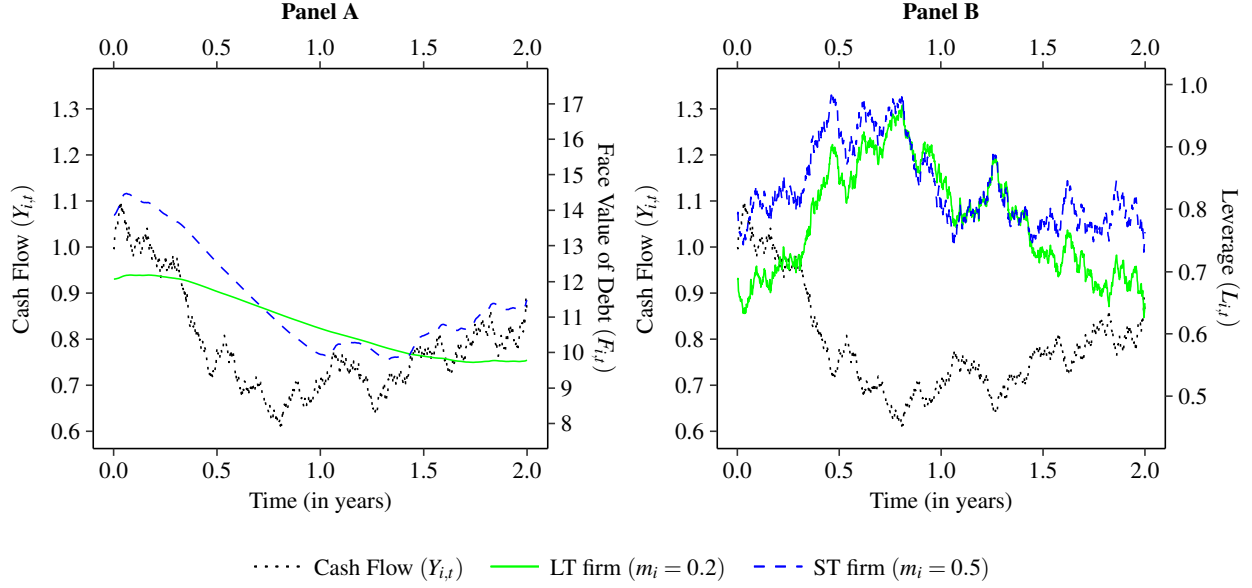 Panel A
0.0 0.5 1.0 1.5 2.0
1.3
1.2
1.1
1.0
0.9
0.8
0.7
0.6
Cash Flow (Y_{i,t})
17
16
15
14
13
12
11
10
9
8
Face Value of Debt (F_{i,t})
0.0 0.5 1.0 1.5 2.0
Time (in years)
Panel B
0.0 0.5 1.0 1.5 2.0
1.3
1.2
1.1
1.0
0.9
0.8
0.7
0.6
Cash Flow (Y_{i,t})
1.0
0.9
0.8
0.7
0.6
0.5
Leverage (L_{i,t})
0.0 0.5 1.0 1.5 2.0
Time (in years)
Cash Flow (Y_{i,t}) LT firm (m_i = 0.2) ST firm (m_i = 0.5)